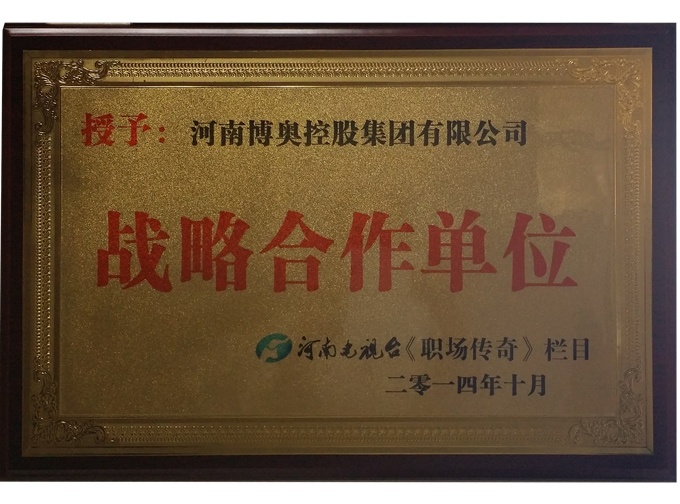 授予：河南博奥控股集团有限公司
战略合作单位
河南电视台《职场传奇》栏目
二零一四年十月